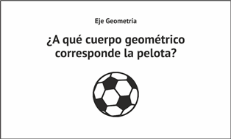 Eje Geometría
¿A qué cuerpo geométrico
corresponde la pelota?